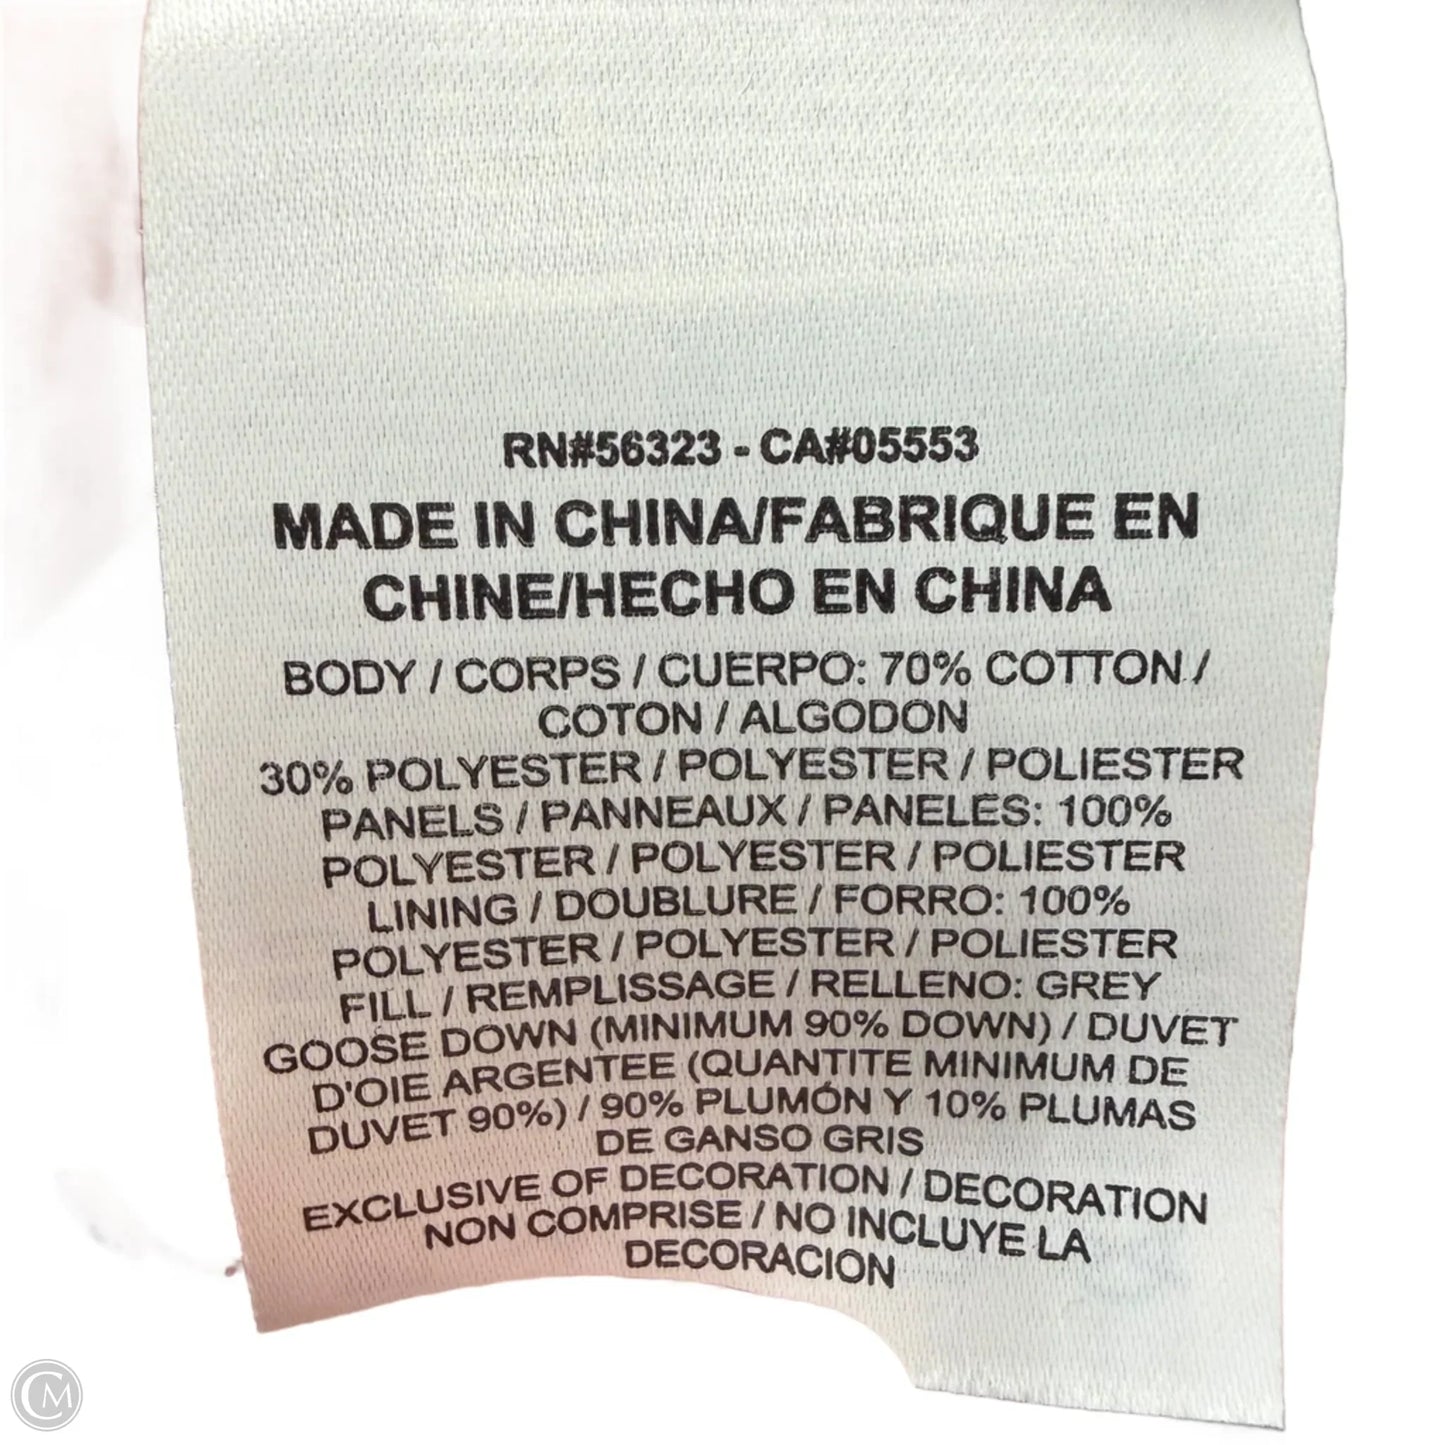 RN#56323 - CA#05553
MADE IN CHINA/FABRIQUE EN
CHINE/HECHO EN CHINA
BODY / CORPS / CUERPO: 70% COTTON /
COTON / ALGODON
30% POLYESTER / POLYESTER / POLIESTER
PANELS / PANNEAUX / PANELES: 100%
POLYESTER / POLYESTER / POLIESTER
LINING / DOUBLURE / FORRO: 100%
POLYESTER / POLYESTER / POLIESTER
FILL / REMPLISSAGE / RELLENO: GREY
GOOSE DOWN (MINIMUM 90% DOWN) / DUVET
D'OIE ARGENTEE (QUANTITE MINIMUM DE
DUVET 90%) / 90% PLUMÓN Y 10% PLUMAS
DE GANSO GRIS
EXCLUSIVE OF DECORATION / DECORATION
NON COMPRISE / NO INCLUYE LA
DECORACION
CM